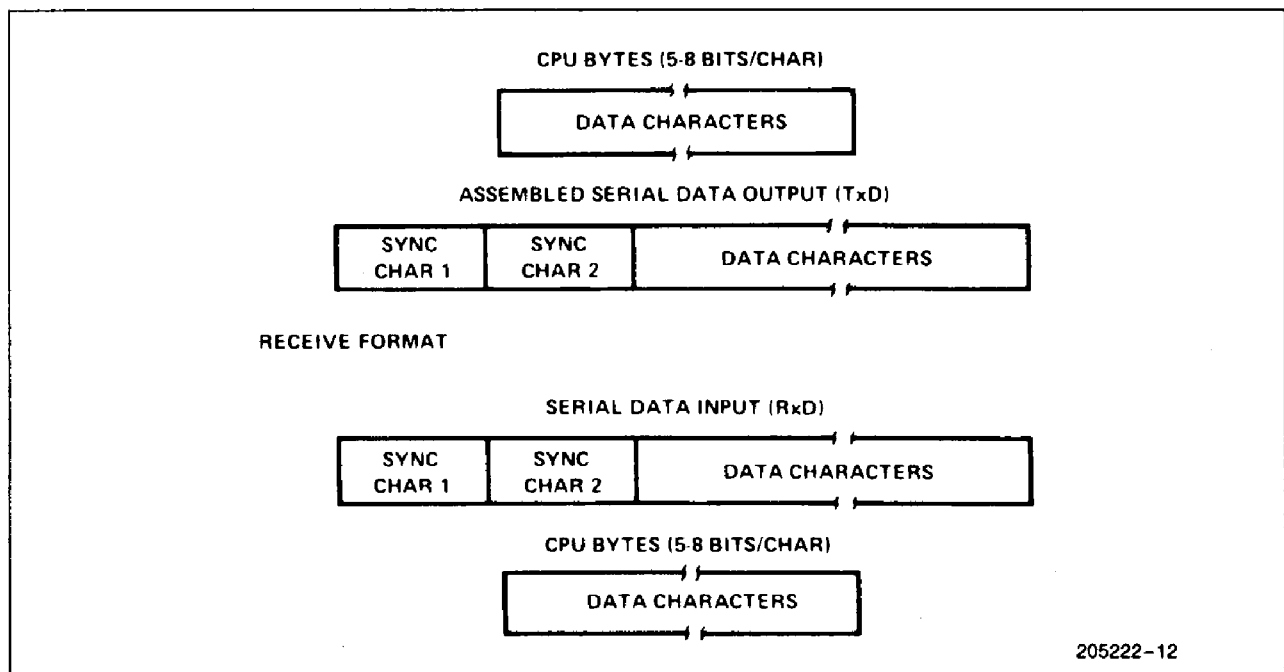 CPU BYTES (5-8 BITS/CHAR)
DATA CHARACTERS
ASSEMBLED SERIAL DATA OUTPUT (TxD)
SYNC CHAR 1
SYNC CHAR 2
DATA CHARACTERS
RECEIVE FORMAT
SERIAL DATA INPUT (RxD)
SYNC CHAR 1
SYNC CHAR 2
DATA CHARACTERS
CPU BYTES (5-8 BITS/CHAR)
DATA CHARACTERS
205222-12